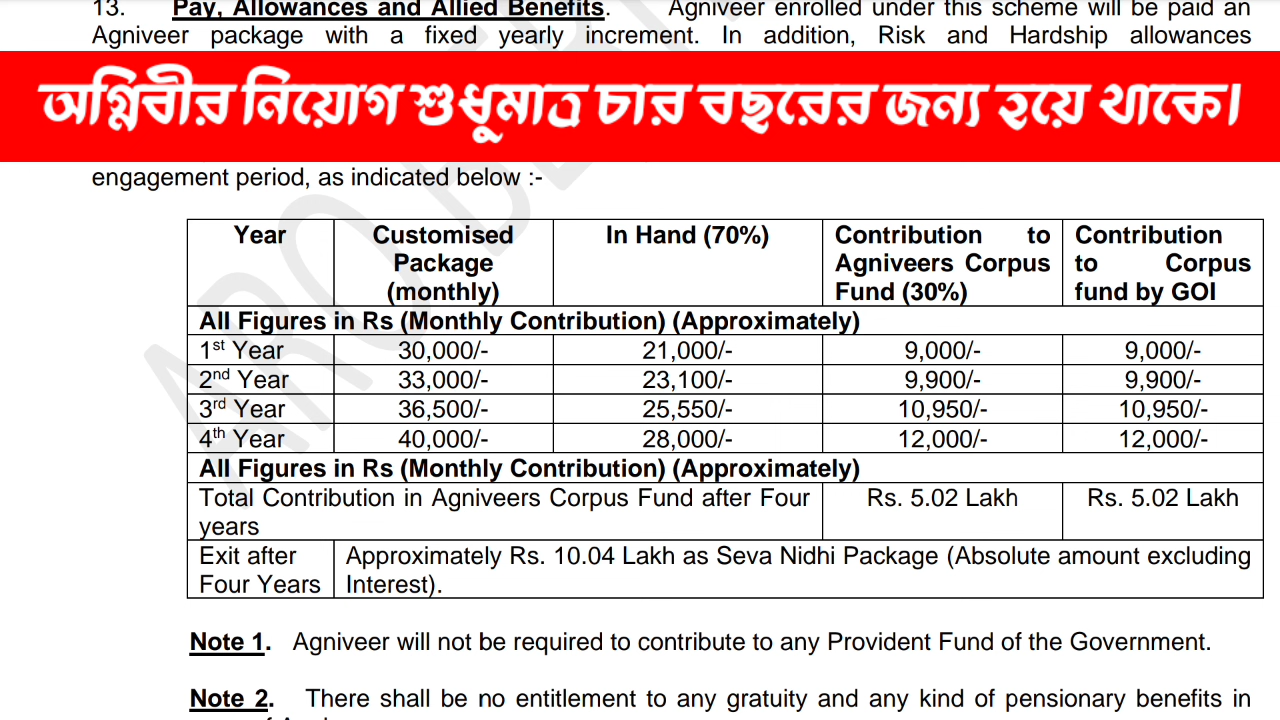 13. Pay, Allowances and Allied Benefits. Agniveer enrolled under this scheme will be paid an
Agniveer package with a fixed yearly increment. In addition, Risk and Hardship allowances
অগ্নিবীর নিয়োগ শুধুমাত্র চার বছরের জন্য হয়ে থাকে।
engagement period, as indicated below :-
Year Customised Package (monthly) In Hand (70%) Contribution to Agniveers Corpus Fund (30%) Contribution to Corpus fund by GOI
All Figures in Rs (Monthly Contribution) (Approximately)
1st Year 30,000/- 21,000/- 9,000/- 9,000/-
2nd Year 33,000/- 23,100/- 9,900/- 9,900/-
3rd Year 36,500/- 25,550/- 10,950/- 10,950/-
4th Year 40,000/- 28,000/- 12,000/- 12,000/-
All Figures in Rs (Monthly Contribution) (Approximately)
Total Contribution in Agniveers Corpus Fund after Four years Rs. 5.02 Lakh Rs. 5.02 Lakh
Exit after Four Years Approximately Rs. 10.04 Lakh as Seva Nidhi Package (Absolute amount excluding Interest).
Note 1. Agniveer will not be required to contribute to any Provident Fund of the Government.
Note 2. There shall be no entitlement to any gratuity and any kind of pensionary benefits in
ARO